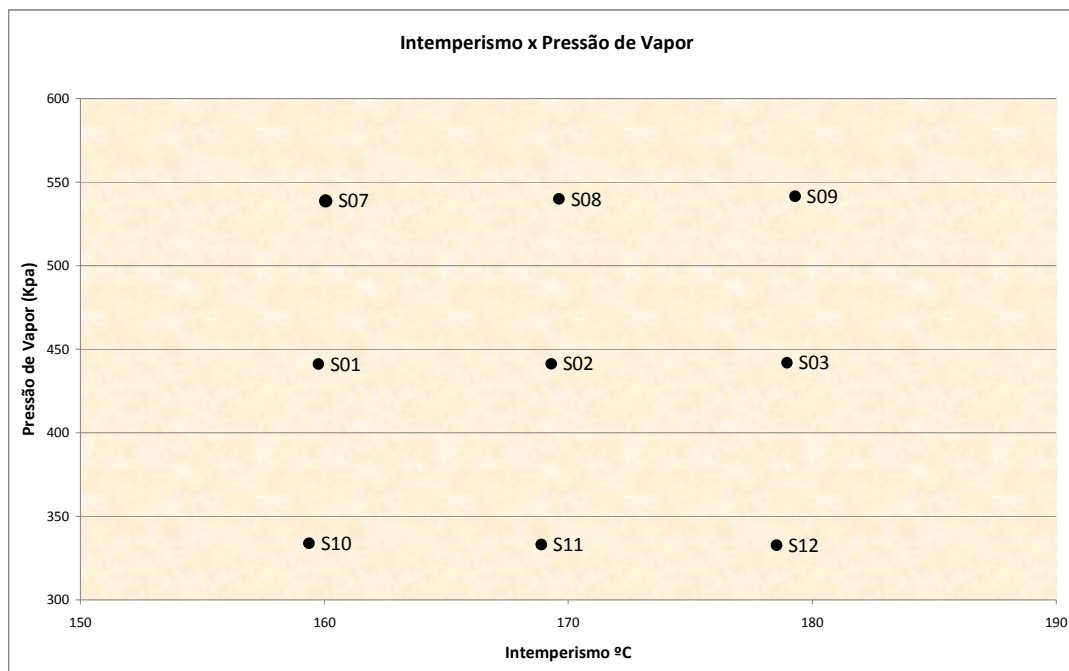 Intemperismo x Pressão de Vapor
600
550
500
450
400
350
300
Pressão de Vapor (Kpa)
S07
S08
S09
S01
S02
S03
S10
S11
S12
150
160
170
180
190
Intemperismo ºC